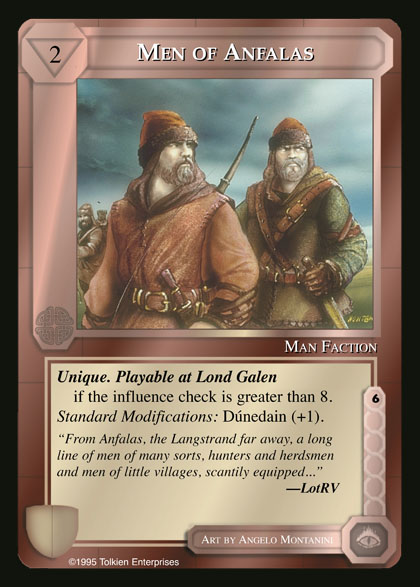 2
MEN OF ANFALAS
MAN FACTION
Unique. Playable at Lond Galen
if the influence check is greater than 8.
Standard Modifications: Dúnedain (+1).
“From Anfalas, the Langstrand far away, a long
line of men of many sorts, hunters and herdsmen
and men of little villages, scantily equipped...”
—LotRV
6
ART BY ANGELO MONTANINI
©1995 Tolkien Enterprises